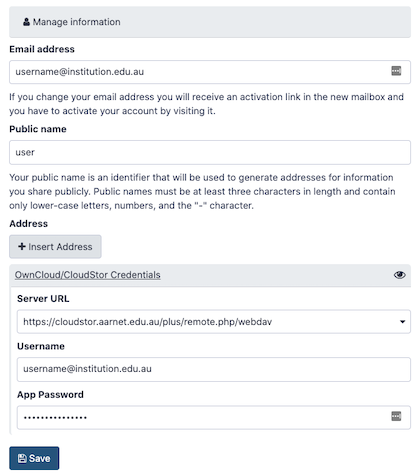 Manage information
Email address
username@institution.edu.au
If you change your email address you will receive an activation link in the new mailbox and
you have to activate your account by visiting it.
Public name
user
Your public name is an identifier that will be used to generate addresses for information
you share publicly. Public names must be at least three characters in length and contain
only lower-case letters, numbers, and the "-" character.
Address
+ Insert Address
OwnCloud/CloudStor Credentials
Server URL
https://cloudstor.aarnet.edu.au/plus/remote.php/webdav
Username
username@institution.edu.au
App Password
•••••••••••••••
Save